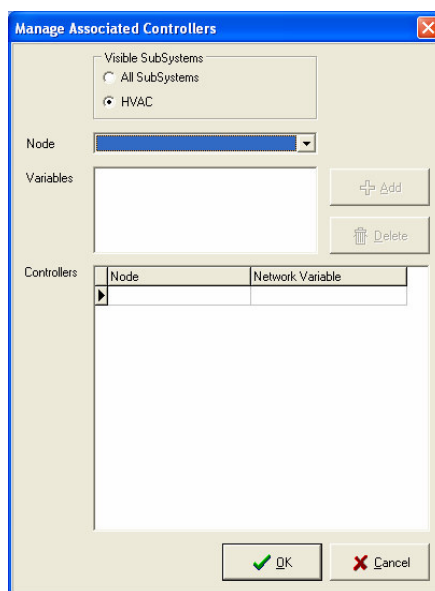 Manage Associated Controllers
Visible SubSystems
All SubSystems
HVAC
Node
Variables
Add
Delete
Controllers
Node Network Variable
OK Cancel